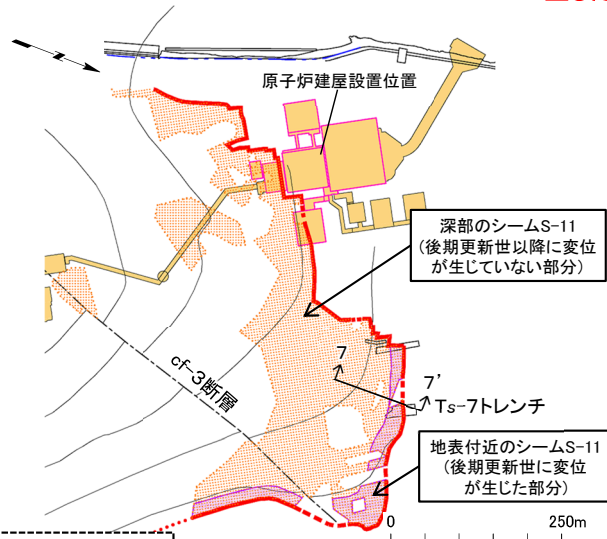 原子炉建屋設置位置
深部のシームS-11
(後期更新世以降に変位
が生じていない部分)
cf-3断層
7
7'
Ts-7トレンチ
地表付近のシームS-11
(後期更新世に変位
が生じた部分)
0
250m